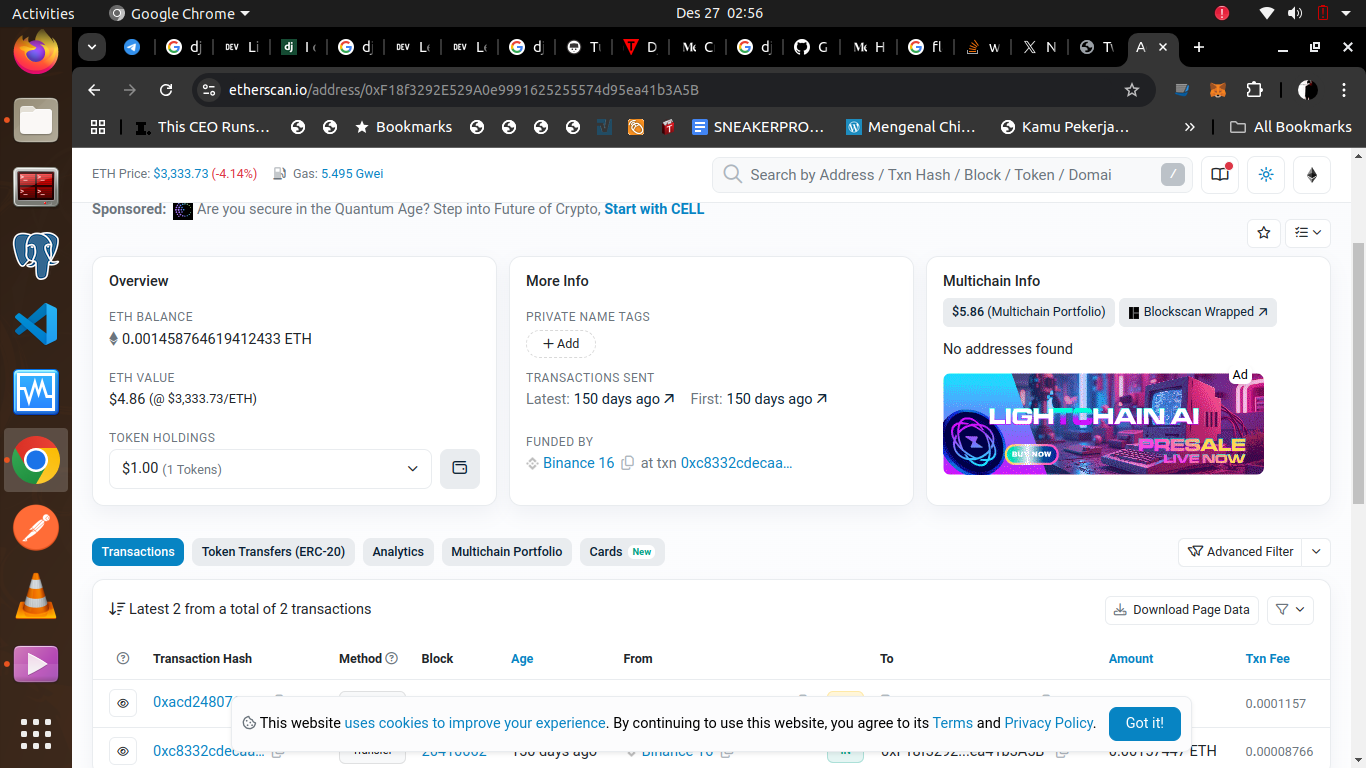 Activities Google Chrome Des 27 02:56
dj DEV Li dj dj DEV Le DEV Le dj D G H fl w N A
etherscan.io/address/0xF18f3292E529A0e9991625255574d95ea41b3A5B
This CEO Runs… Bookmarks SNEAKERPRO… Mengenal Chi… Kamu Pekerja… » All Bookmarks
ETH Price: $3,333.73 (-4.14%) Gas: 5.495 Gwei Search by Address / Txn Hash / Block / Token / Domai /
Sponsored: Are you secure in the Quantum Age? Step into Future of Crypto, Start with CELL
Overview
ETH BALANCE
0.001458764619412433 ETH
ETH VALUE
$4.86 (@ $3,333.73/ETH)
TOKEN HOLDINGS
$1.00 (1 Tokens)
More Info
PRIVATE NAME TAGS
+ Add
TRANSACTIONS SENT
Latest: 150 days ago First: 150 days ago
FUNDED BY
Binance 16 at txn 0xc8332cdecaa...
Multichain Info
$5.86 (Multichain Portfolio) Blockscan Wrapped
No addresses found
Ad
LIGHTCHAIN AI
PRESALE
BUY NOW LIVE NOW
Transactions Token Transfers (ERC-20) Analytics Multichain Portfolio Cards New Advanced Filter
Latest 2 from a total of 2 transactions Download Page Data
Transaction Hash Method Block Age From To Amount Txn Fee
0xacd24807 0.0001157
This website uses cookies to improve your experience. By continuing to use this website, you agree to its Terms and Privacy Policy. Got it!
0xc8332cdecaa... Transfer 150 days ago Binance 16 IN ETH 0.00008766